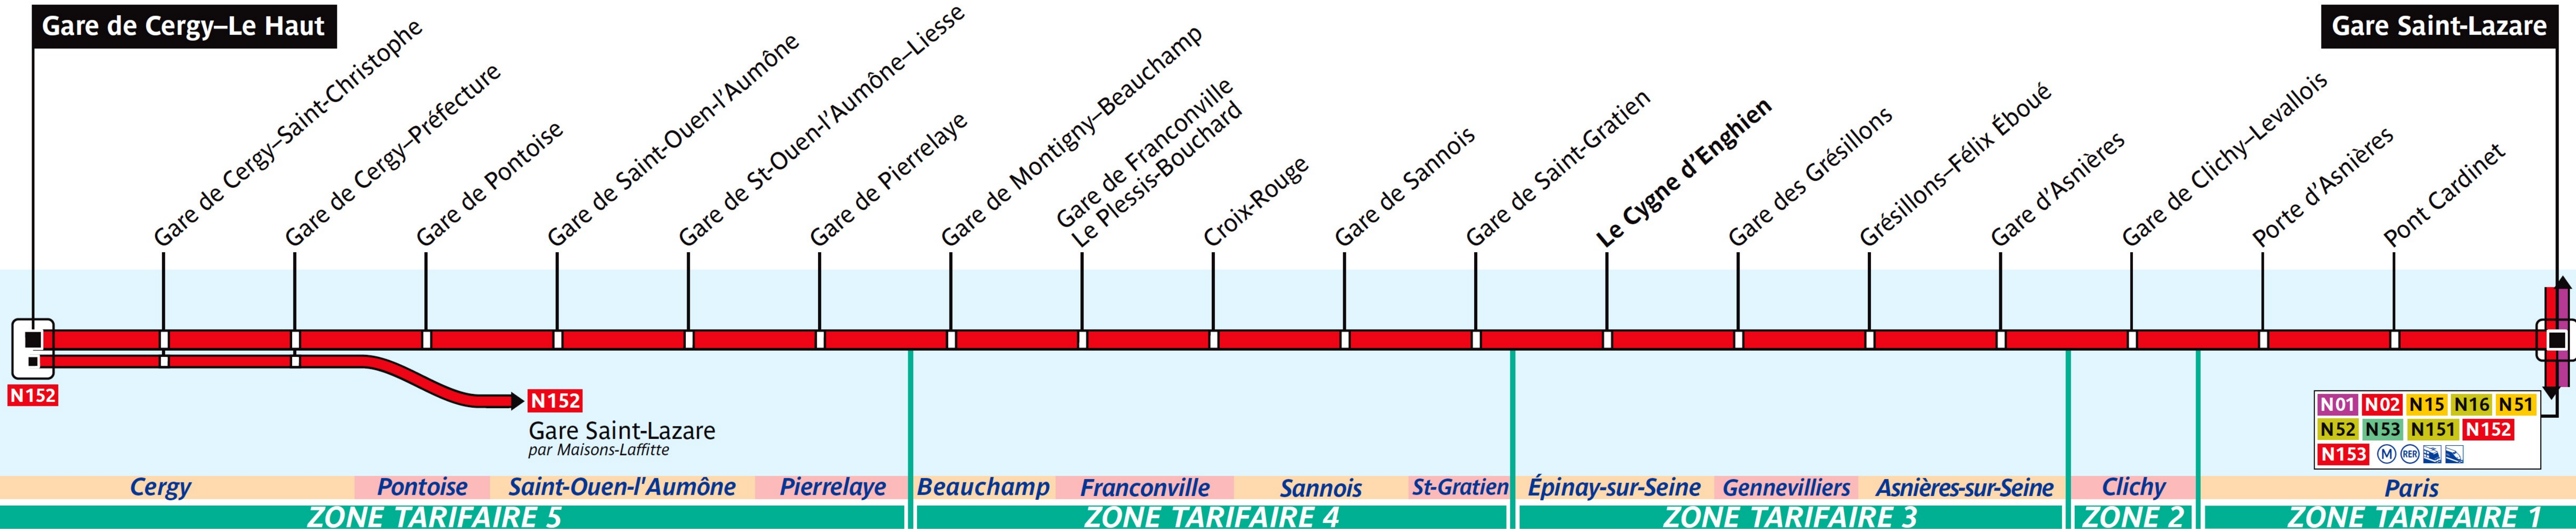 Gare de Cergy–Le Haut
Gare de Cergy–Saint-Christophe
Gare de Cergy–Préfecture
Gare de Pontoise
Gare de Saint-Ouen-l'Aumône
Gare de St-Ouen-l'Aumône–Liesse
Gare de Pierrelaye
Gare de Montigny–Beauchamp
Gare de Franconville
Le Plessis-Bouchard
Croix-Rouge
Gare de Sannois
Gare de Saint-Gratien
Le Cygne d'Enghien
Gare des Grésillons
Grésillons–Félix Éboué
Gare d'Asnières
Gare de Clichy–Levallois
Porte d'Asnières
Pont Cardinet
Gare Saint-Lazare
N152
N152
Gare Saint-Lazare
par Maisons-Laffitte
N01 N02 N15 N16 N51
N52 N53 N151 N152
N153 M RER
Cergy Pontoise Saint-Ouen-l'Aumône Pierrelaye Beauchamp Franconville Sannois St-Gratien Épinay-sur-Seine Gennevilliers Asnières-sur-Seine Clichy Paris
ZONE TARIFAIRE 5 ZONE TARIFAIRE 4 ZONE TARIFAIRE 3 ZONE 2 ZONE TARIFAIRE 1